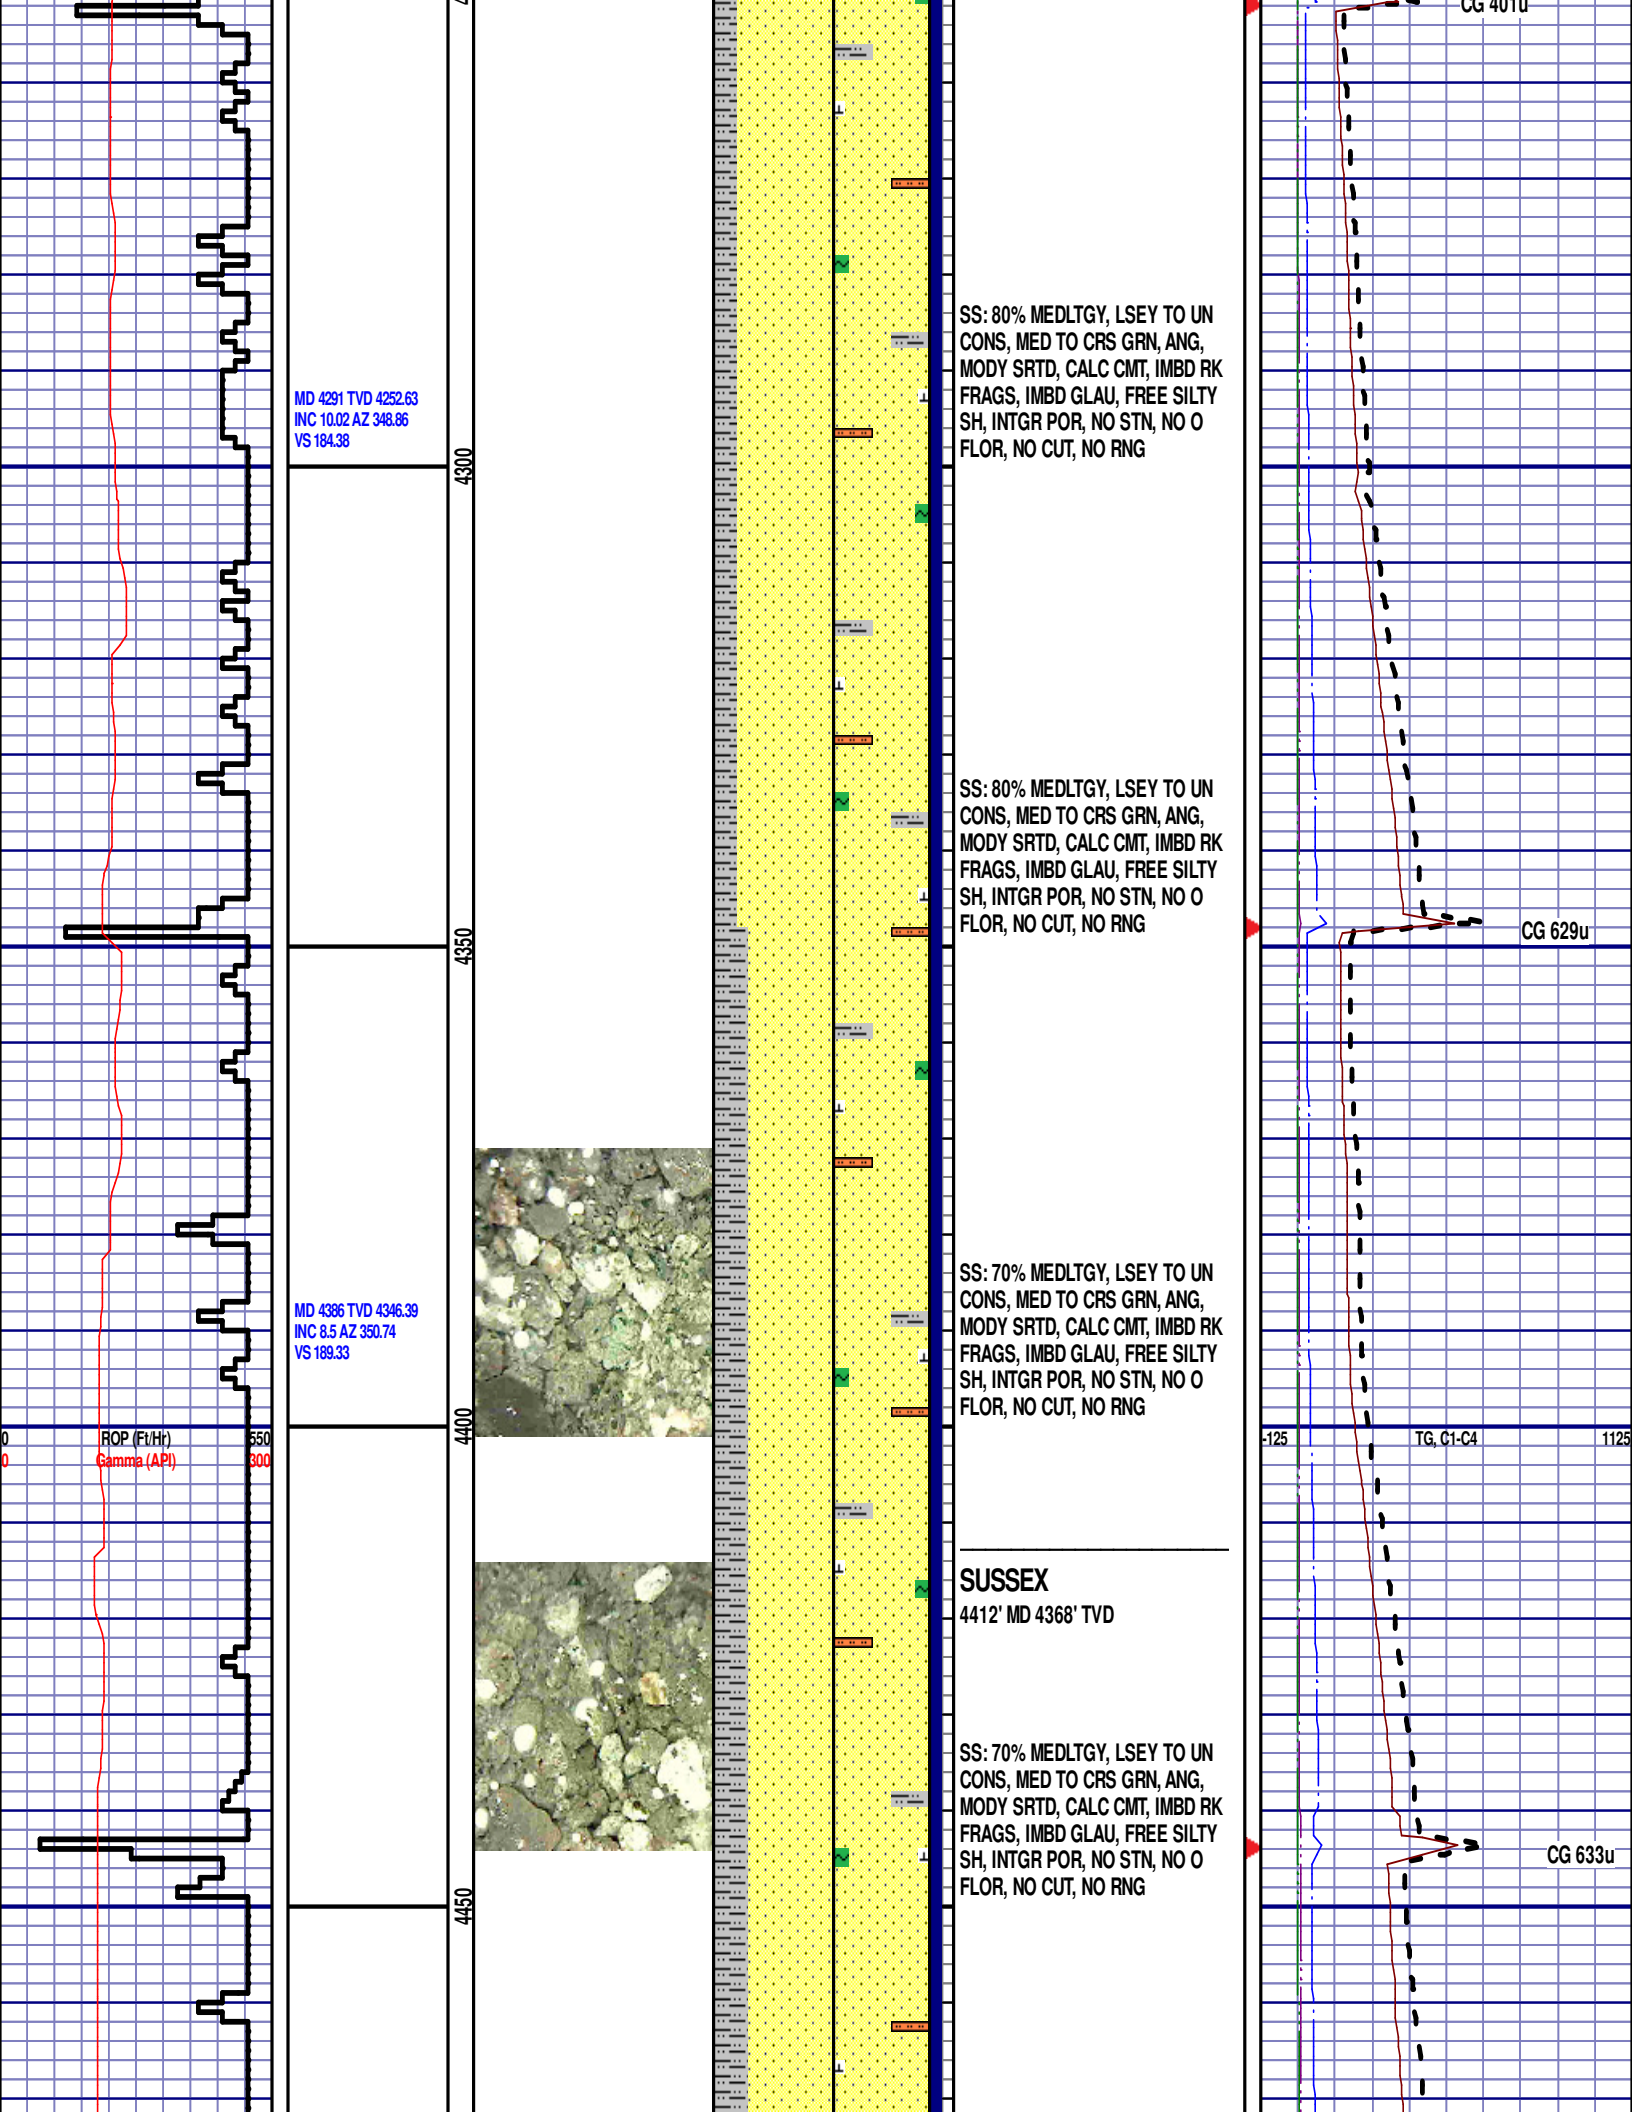 CG 401u
MD 4291 TVD 4252.63
INC 10.02 AZ 348.86
VS 184.38
SS: 80% MEDLTGY, LSEY TO UN
CONS, MED TO CRS GRN, ANG,
MODY SRTD, CALC CMT, IMBD RK
FRAGS, IMBD GLAU, FREE SILTY
SH, INTGR POR, NO STN, NO O
FLOR, NO CUT, NO RNG
4300
SS: 80% MEDLTGY, LSEY TO UN
CONS, MED TO CRS GRN, ANG,
MODY SRTD, CALC CMT, IMBD RK
FRAGS, IMBD GLAU, FREE SILTY
SH, INTGR POR, NO STN, NO O
FLOR, NO CUT, NO RNG
CG 629u
4350
MD 4386 TVD 4346.39
INC 8.5 AZ 350.74
VS 189.33
SS: 70% MEDLTGY, LSEY TO UN
CONS, MED TO CRS GRN, ANG,
MODY SRTD, CALC CMT, IMBD RK
FRAGS, IMBD GLAU, FREE SILTY
SH, INTGR POR, NO STN, NO O
FLOR, NO CUT, NO RNG
4400
0 ROP (Ft/Hr) 550
0 Gamma (API) 300
-125 TG, C1-C4 1125
SUSSEX
4412' MD 4368' TVD
SS: 70% MEDLTGY, LSEY TO UN
CONS, MED TO CRS GRN, ANG,
MODY SRTD, CALC CMT, IMBD RK
FRAGS, IMBD GLAU, FREE SILTY
SH, INTGR POR, NO STN, NO O
FLOR, NO CUT, NO RNG
CG 633u
4450